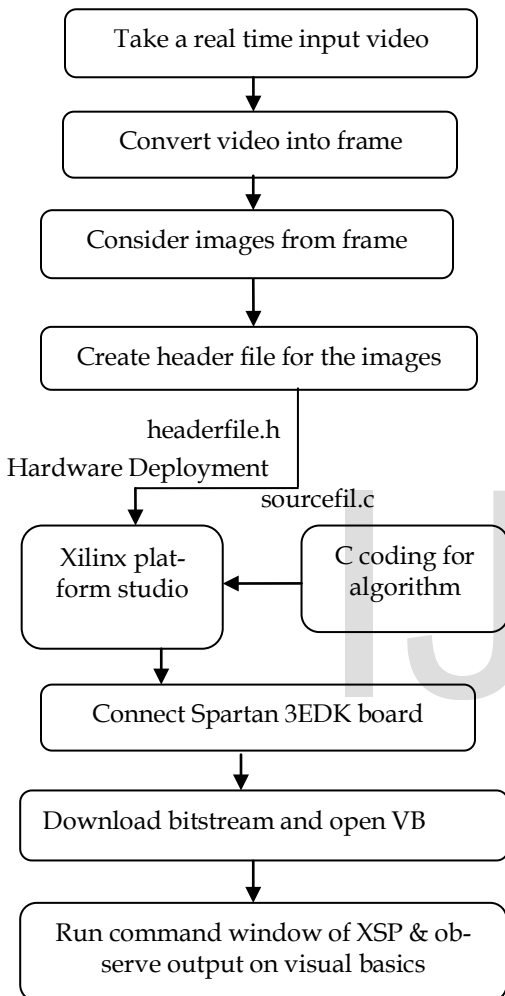 Take a real time input video
Convert video into frame
Consider images from frame
Create header file for the images
headerfile.h
Hardware Deployment
sourcefil.c
Xilinx plat-
form studio
C coding for
algorithm
Connect Spartan 3EDK board
Download bitstream and open VB
Run command window of XSP & ob-
serve output on visual basics
IJ